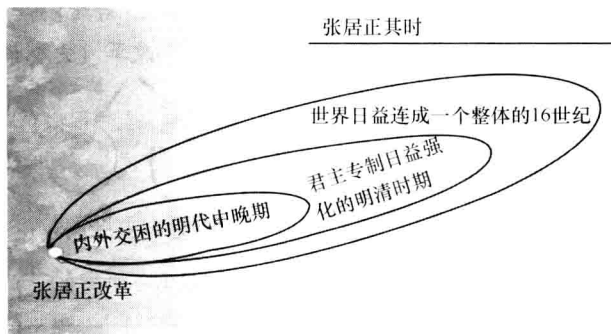 张居正其时
世界日益连成一个整体的16世纪
君主专制日益强
化的明清时期
内外交困的明代中晚期
张居正改革